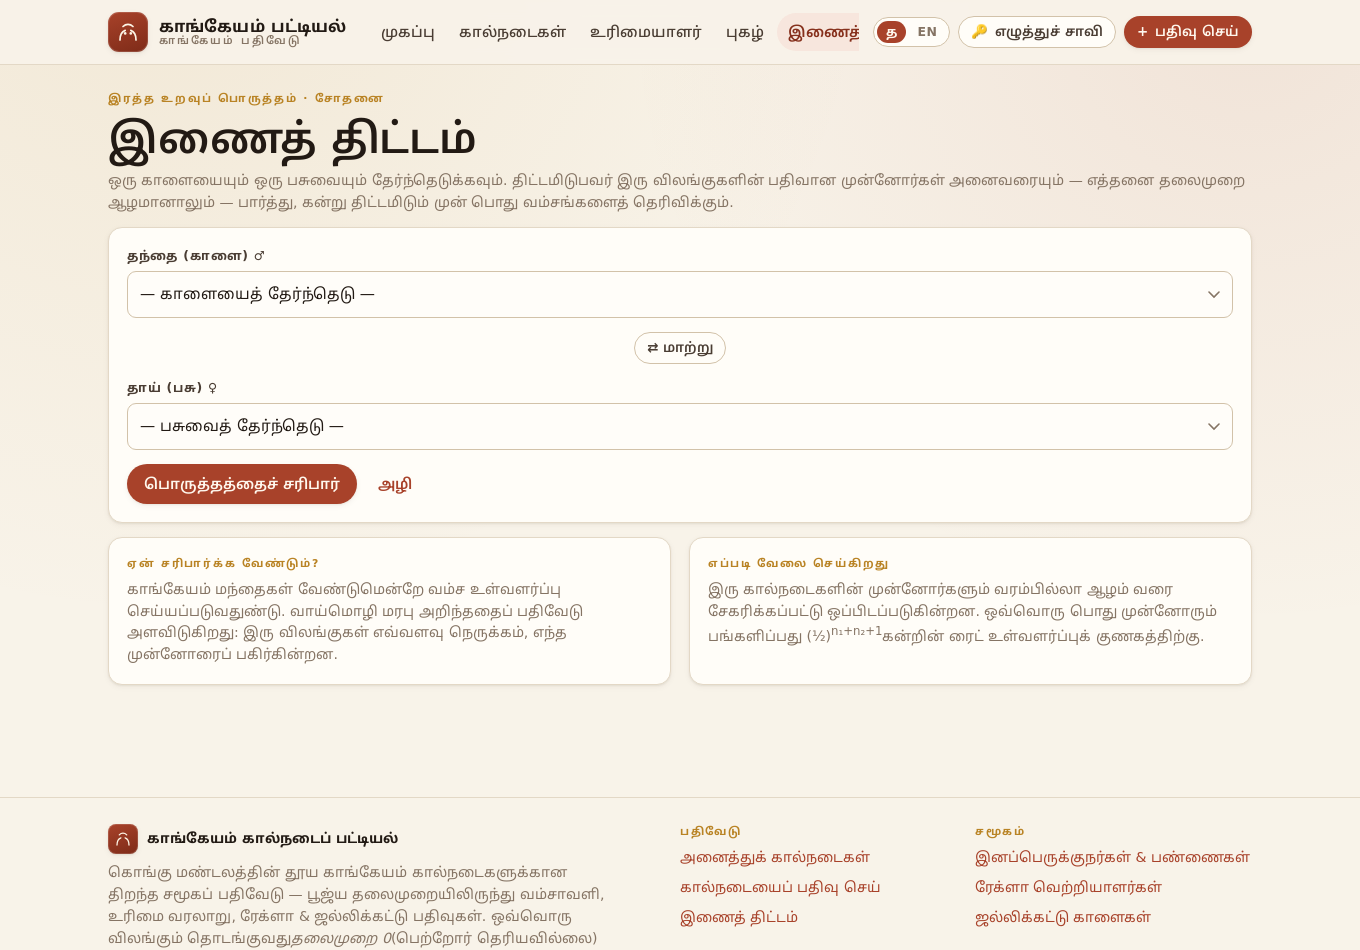 காங்கேயம் பட்டியல்
காங்கேயம் பதிவேடு
முகப்பு கால்நடைகள் உரிமையாளர் புகழ் இணைத் த EN 🔑 எழுத்துச் சாவி + பதிவு செய்
இரத்த உறவுப் பொருத்தம் · சோதனை
இணைத் திட்டம்
ஒரு காளையையும் ஒரு பசுவையும் தேர்ந்தெடுக்கவும். திட்டமிடுபவர் இரு விலங்குகளின் பதிவான முன்னோர்கள் அனைவரையும் — எத்தனை தலைமுறை
ஆழமானாலும் — பார்த்து, கன்று திட்டமிடும் முன் பொது வம்சங்களைத் தெரிவிக்கும்.
தந்தை (காளை) ♂
— காளையைத் தேர்ந்தெடு —
⇄ மாற்று
தாய் (பசு) ♀
— பசுவைத் தேர்ந்தெடு —
பொருத்தத்தைச் சரிபார் அழி
ஏன் சரிபார்க்க வேண்டும்?
காங்கேயம் மந்தைகள் வேண்டுமென்றே வம்ச உள்வளர்ப்பு
செய்யப்படுவதுண்டு. வாய்மொழி மரபு அறிந்ததைப் பதிவேடு
அளவிடுகிறது: இரு விலங்குகள் எவ்வளவு நெருக்கம், எந்த
முன்னோரைப் பகிர்கின்றன.
எப்படி வேலை செய்கிறது
இரு கால்நடைகளின் முன்னோர்களும் வரம்பில்லா ஆழம் வரை
சேகரிக்கப்பட்டு ஒப்பிடப்படுகின்றன. ஒவ்வொரு பொது முன்னோரும்
பங்களிப்பது (½)ⁿ¹⁺ⁿ²⁺¹கன்றின் ரைட் உள்வளர்ப்புக் குணகத்திற்கு.
காங்கேயம் கால்நடைப் பட்டியல்
கொங்கு மண்டலத்தின் தூய காங்கேயம் கால்நடைகளுக்கான
திறந்த சமூகப் பதிவேடு — பூஜ்ய தலைமுறையிலிருந்து வம்சாவளி,
உரிமை வரலாறு, ரேக்ளா & ஜல்லிக்கட்டு பதிவுகள். ஒவ்வொரு
விலங்கும் தொடங்குவதுதலைமுறை 0(பெற்றோர் தெரியவில்லை)
பதிவேடு
அனைத்துக் கால்நடைகள்
கால்நடையைப் பதிவு செய்
இணைத் திட்டம்
சமூகம்
இனப்பெருக்குநர்கள் & பண்ணைகள்
ரேக்ளா வெற்றியாளர்கள்
ஜல்லிக்கட்டு காளைகள்